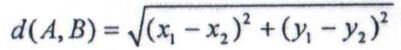 d(A,B) = √((x₁ − x₂)² + (y₁ − y₂)²)